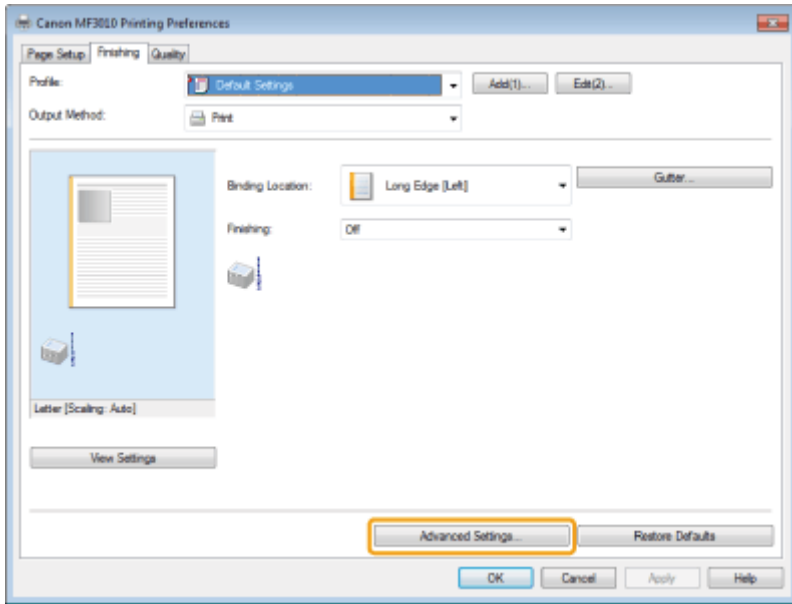 Canon MF3010 Printing Preferences
Page Setup Finishing Quality
Profile: Default Settings Add(1)... Edit(2)...
Output Method: Print
Binding Location: Long Edge [Left] Gutter...
Finishing: Off
Letter [Scaling: Auto]
View Settings
Advanced Settings... Restore Defaults
OK Cancel Apply Help